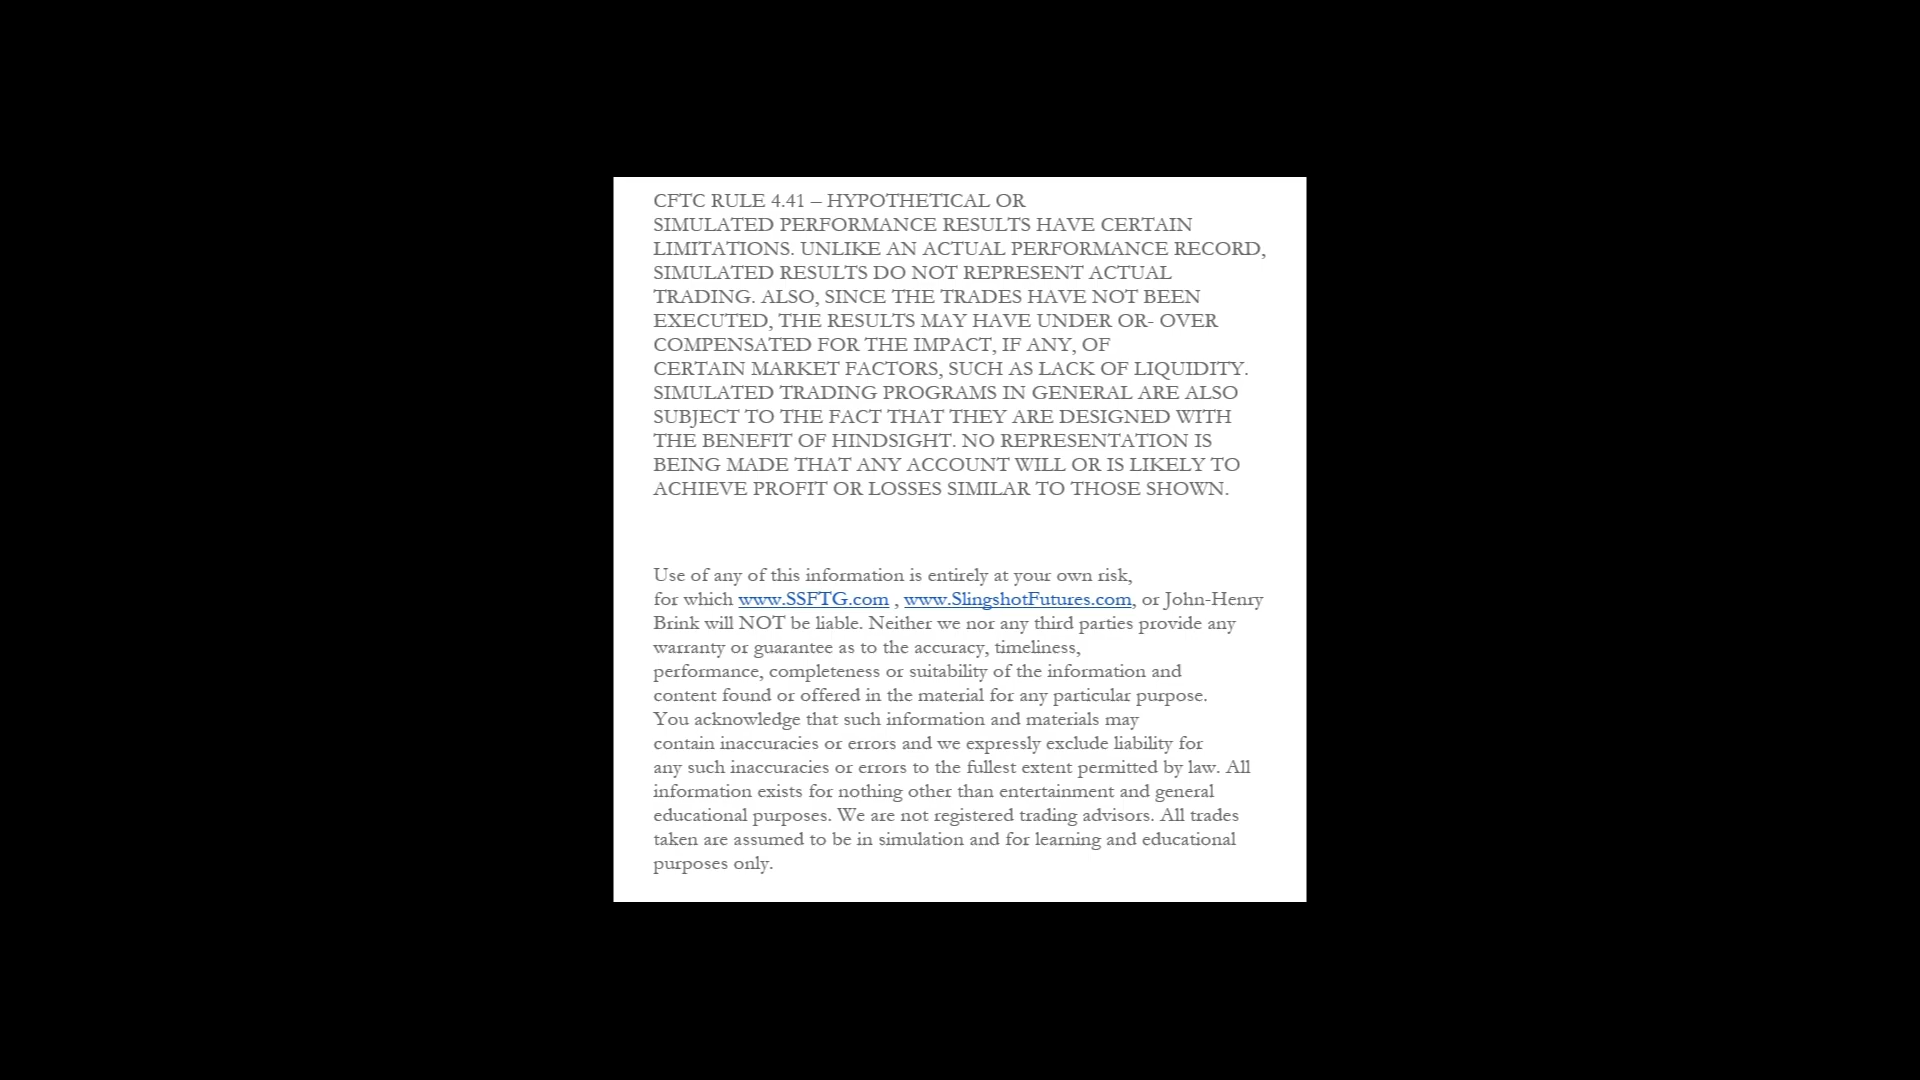 CFTC RULE 4.41 – HYPOTHETICAL OR
SIMULATED PERFORMANCE RESULTS HAVE CERTAIN
LIMITATIONS. UNLIKE AN ACTUAL PERFORMANCE RECORD,
SIMULATED RESULTS DO NOT REPRESENT ACTUAL
TRADING. ALSO, SINCE THE TRADES HAVE NOT BEEN
EXECUTED, THE RESULTS MAY HAVE UNDER OR- OVER
COMPENSATED FOR THE IMPACT, IF ANY, OF
CERTAIN MARKET FACTORS, SUCH AS LACK OF LIQUIDITY.
SIMULATED TRADING PROGRAMS IN GENERAL ARE ALSO
SUBJECT TO THE FACT THAT THEY ARE DESIGNED WITH
THE BENEFIT OF HINDSIGHT. NO REPRESENTATION IS
BEING MADE THAT ANY ACCOUNT WILL OR IS LIKELY TO
ACHIEVE PROFIT OR LOSSES SIMILAR TO THOSE SHOWN.
Use of any of this information is entirely at your own risk,
for which www.SSFTG.com , www.SlingshotFutures.com, or John-Henry
Brink will NOT be liable. Neither we nor any third parties provide any
warranty or guarantee as to the accuracy, timeliness,
performance, completeness or suitability of the information and
content found or offered in the material for any particular purpose.
You acknowledge that such information and materials may
contain inaccuracies or errors and we expressly exclude liability for
any such inaccuracies or errors to the fullest extent permitted by law. All
information exists for nothing other than entertainment and general
educational purposes. We are not registered trading advisors. All trades
taken are assumed to be in simulation and for learning and educational
purposes only.